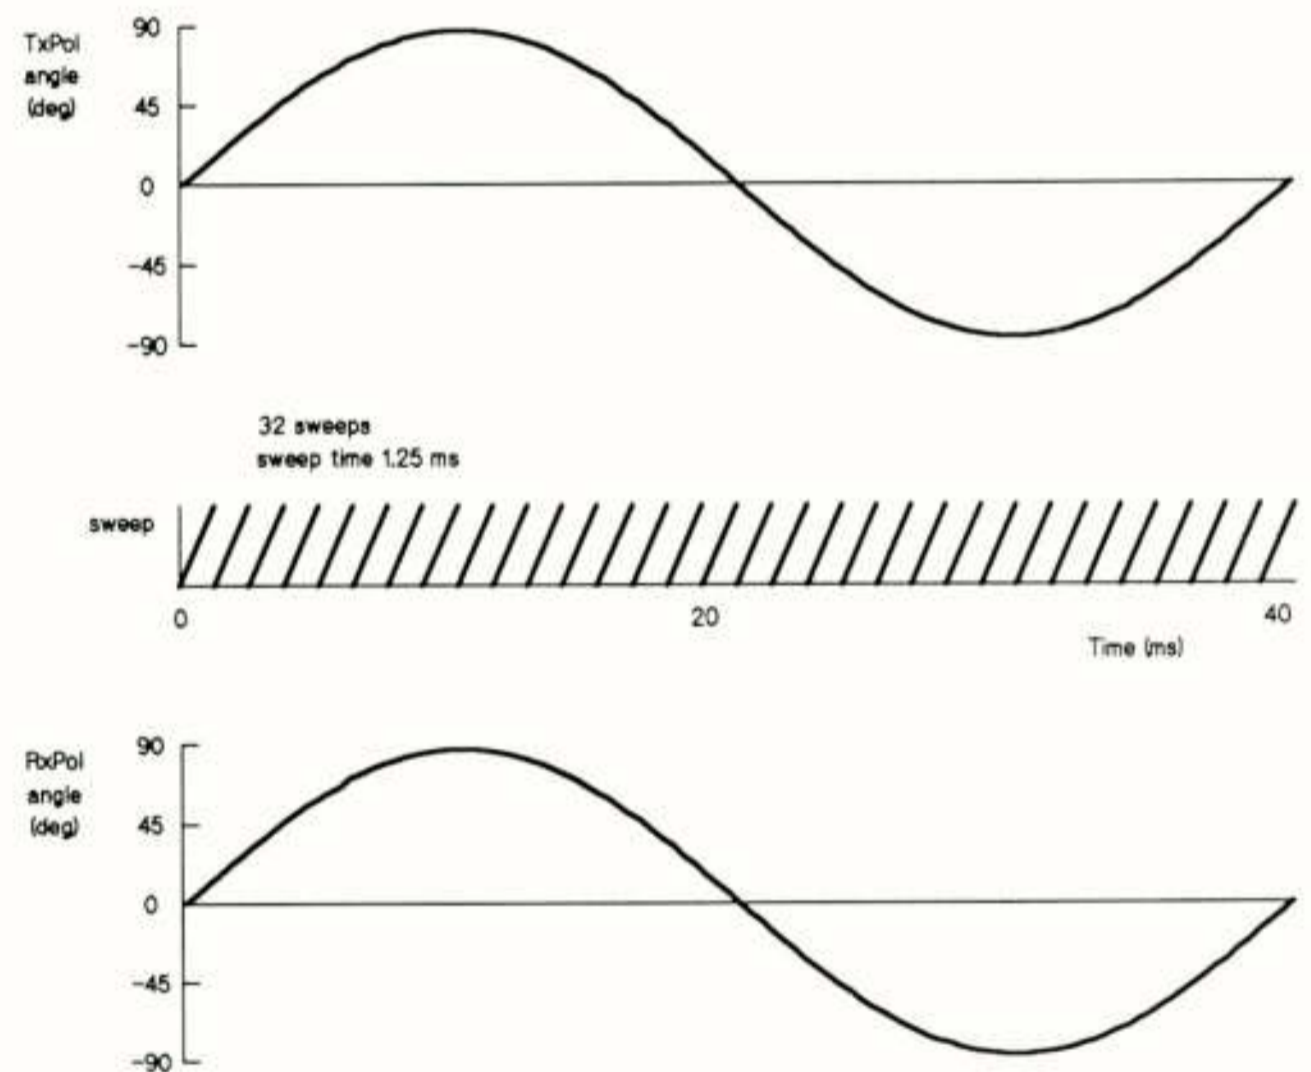 TxPol
angle
(deg)
90
45
0
-45
-90
32 sweeps
sweep time 1.25 ms
sweep
0
20
40
Time (ms)
RxPol
angle
(deg)
90
45
0
-45
-90